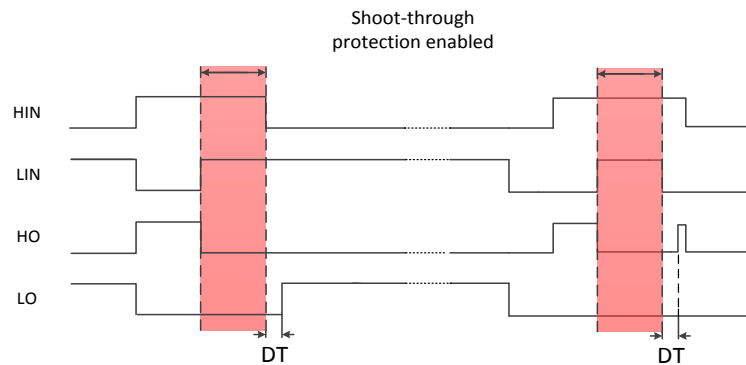 Shoot-through
protection enabled
HIN
LIN
HO
LO
DT
DT